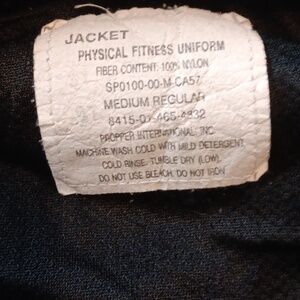 JACKET
PHYSICAL FITNESS UNIFORM
FIBER CONTENT: 100% NYLON
SP0100-00-M-CA57
MEDIUM REGULAR
8415-01-465-4932
PROPPER INTERNATIONAL, INC
MACHINE WASH COLD WITH MILD DETERGENT
COLD RINSE. TUMBLE DRY (LOW).
DO NOT USE BLEACH, DO NOT IRON